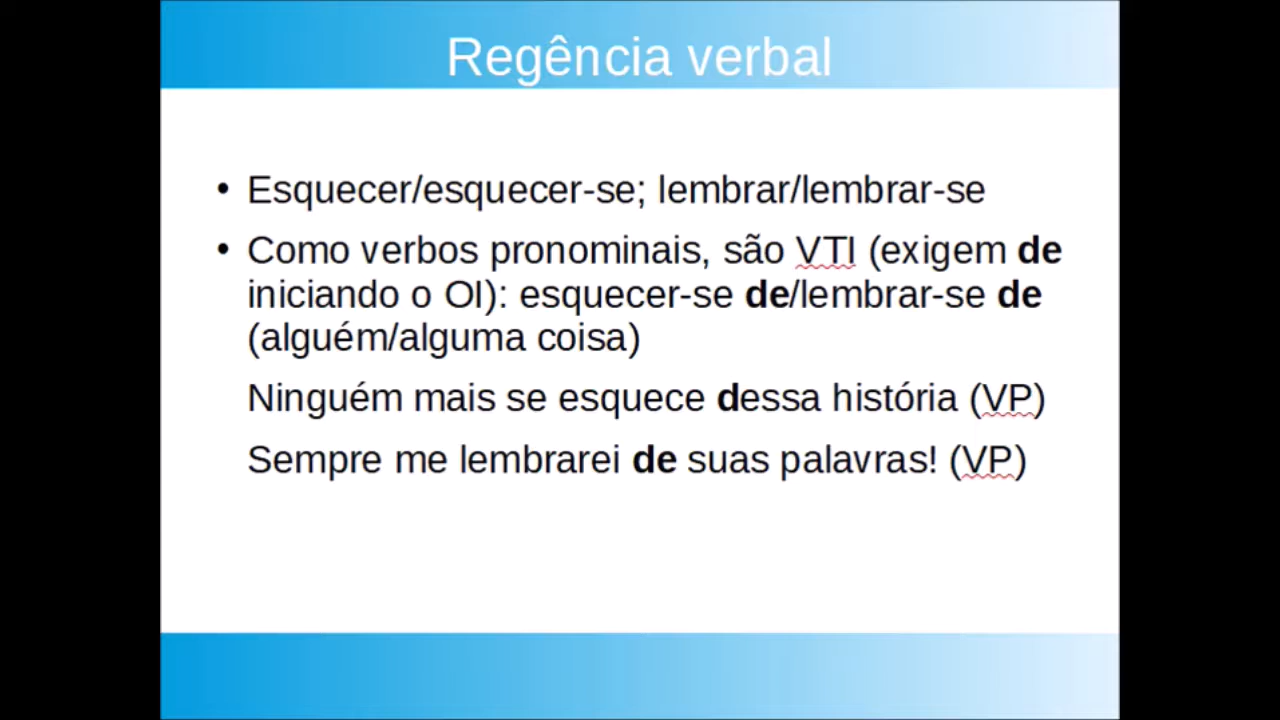 Regência verbal
• Esquecer/esquecer-se; lembrar/lembrar-se
• Como verbos pronominais, são VTI (exigem de
iniciando o OI): esquecer-se de/lembrar-se de
(alguém/alguma coisa)
Ninguém mais se esquece dessa história (VP)
Sempre me lembrarei de suas palavras! (VP)